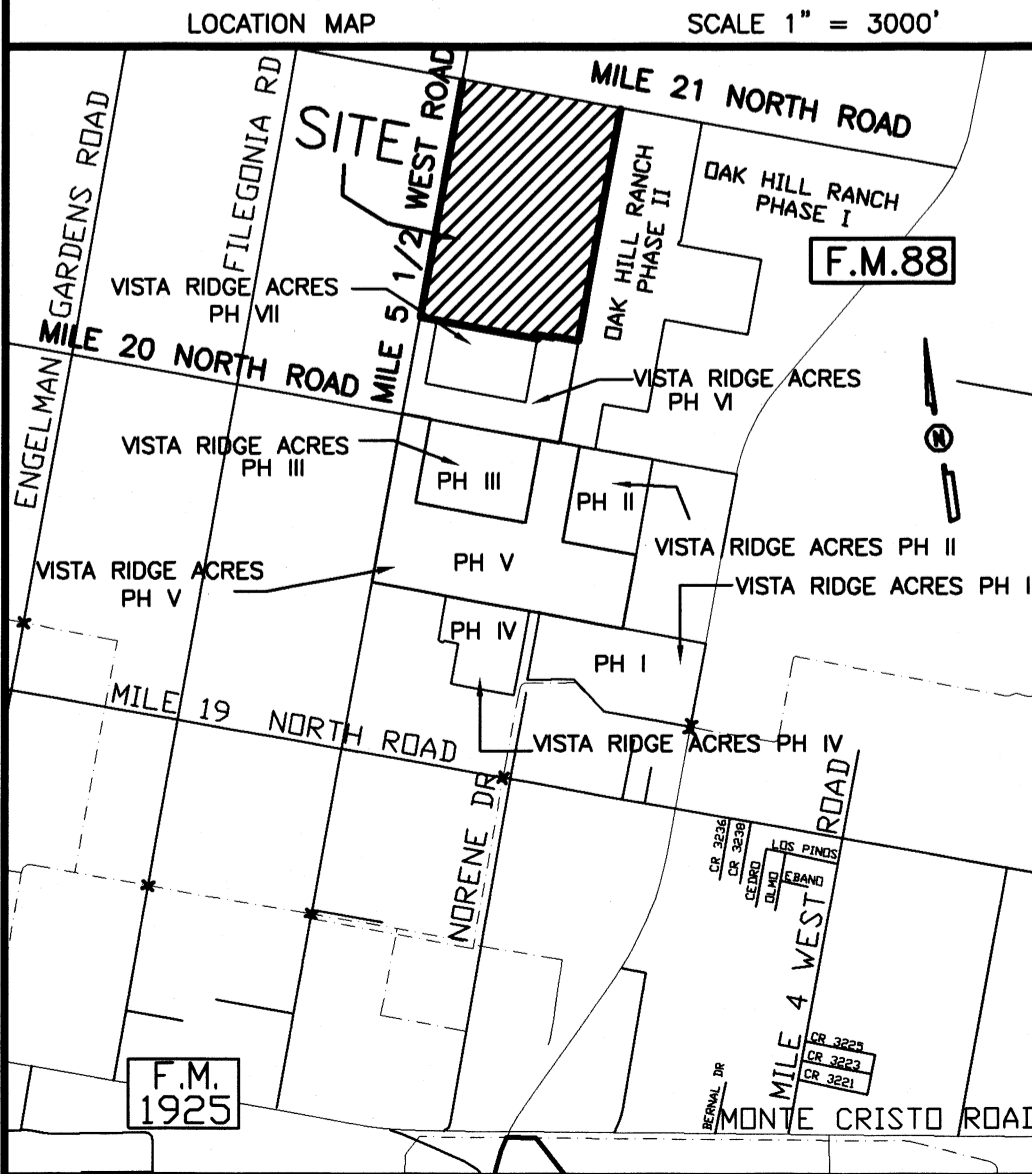 LOCATION MAP
SCALE 1" = 3000'
MILE 21 NORTH ROAD
SITE
ENGELMAN GARDENS ROAD
FILEGONIA RD
MILE 5 1/2 WEST ROAD
OAK HILL RANCH
PHASE II
OAK HILL RANCH
PHASE I
F.M.88
VISTA RIDGE ACRES
PH VII
MILE 20 NORTH ROAD
VISTA RIDGE ACRES
PH VI
N
VISTA RIDGE ACRES
PH III
PH III
PH II
VISTA RIDGE ACRES PH II
PH V
VISTA RIDGE ACRES
PH V
VISTA RIDGE ACRES PH I
PH IV
PH I
MILE 19 NORTH ROAD
VISTA RIDGE ACRES PH IV
NORENE DR
CR 3236
CR 3238
CEDRO
OLMO
LOS PINOS
EBANO
MILE 4 WEST ROAD
CR 3225
CR 3223
CR 3221
BERNAL DR
F.M.
1925
MONTE CRISTO ROAD